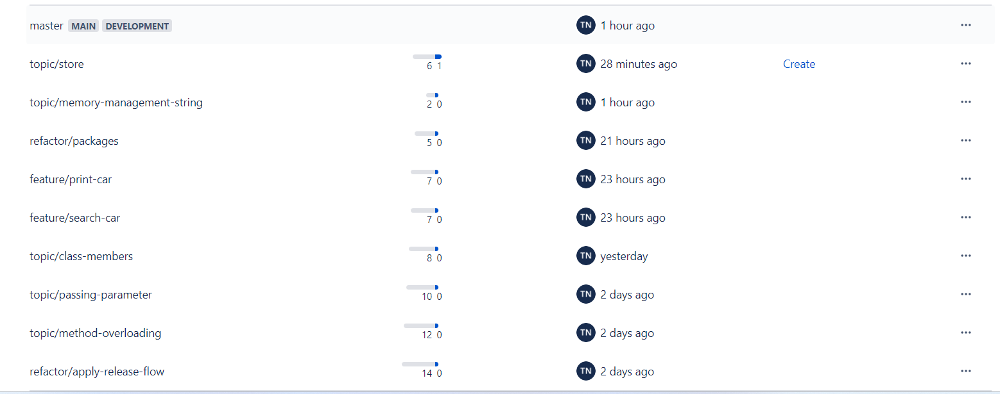 master MAIN DEVELOPMENT TN 1 hour ago
topic/store 6 1 TN 28 minutes ago Create
topic/memory-management-string 2 0 TN 1 hour ago
refactor/packages 5 0 TN 21 hours ago
feature/print-car 7 0 TN 23 hours ago
feature/search-car 7 0 TN 23 hours ago
topic/class-members 8 0 TN yesterday
topic/passing-parameter 10 0 TN 2 days ago
topic/method-overloading 12 0 TN 2 days ago
refactor/apply-release-flow 14 0 TN 2 days ago